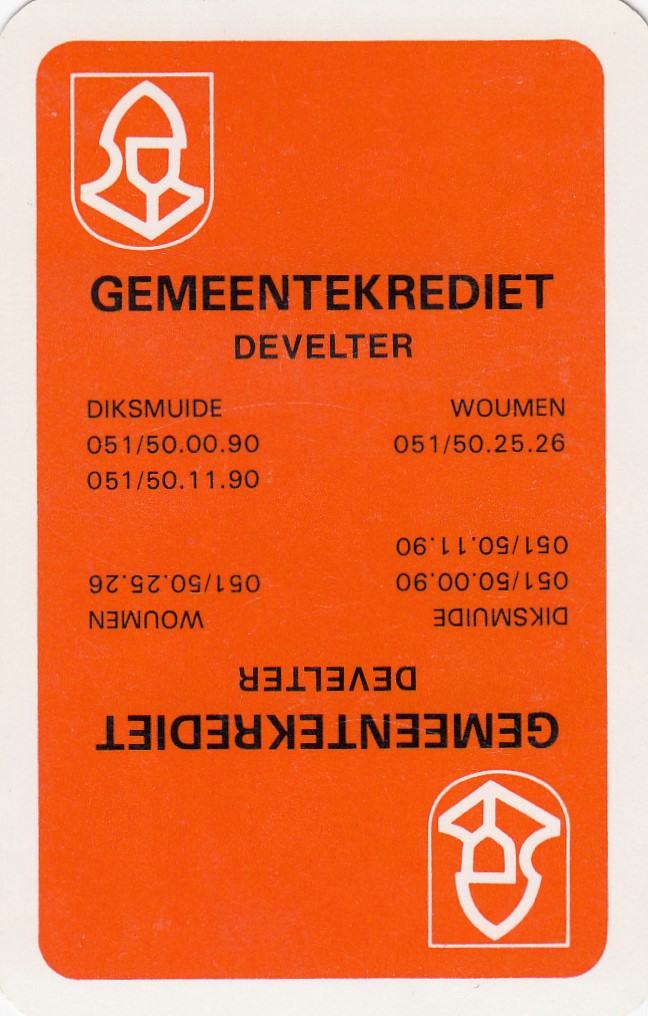 GEMEENTEKREDIET
DEVELTER
DIKSMUIDE WOUMEN
051/50.00.90 051/50.25.26
051/50.11.90
GEMEENTEKREDIET
DEVELTER
DIKSMUIDE WOUMEN
051/50.00.90 051/50.25.26
051/50.11.90